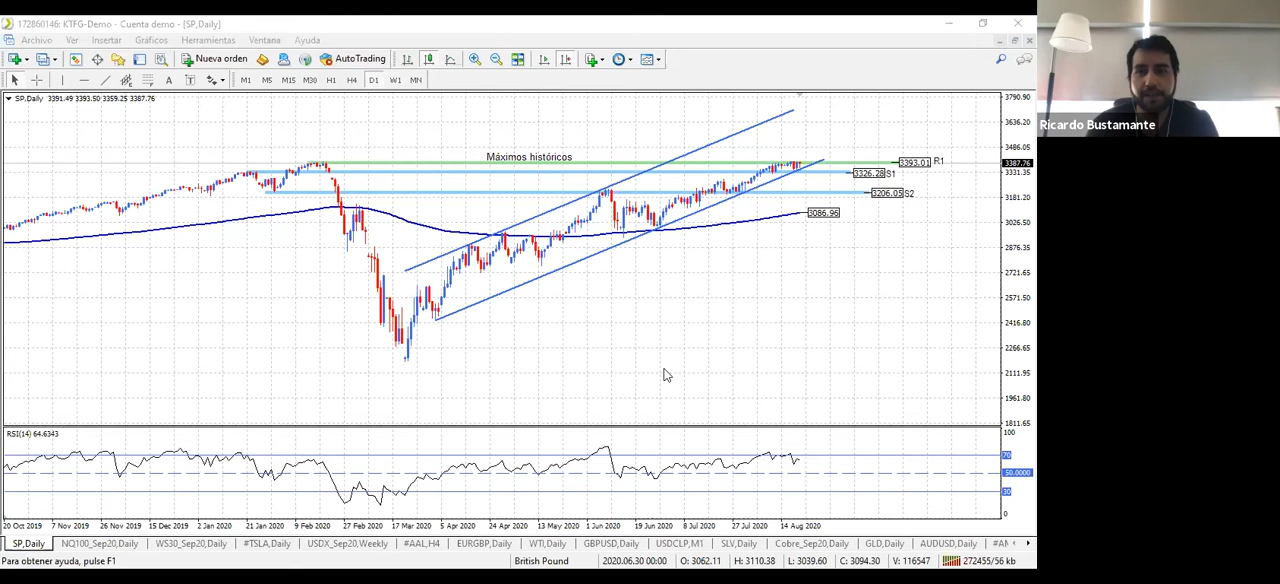 172860146: KTFG-Demo - Cuenta demo - [SP,Daily]
Archivo Ver Insertar Gráficos Herramientas Ventana Ayuda
Nueva orden AutoTrading
A T M1 M5 M15 M30 H1 H4 D1 W1 MN
SP,Daily 3391.49 3393.50 3359.25 3387.76
Máximos históricos
3393.01 R1
3326.28 S1
3206.05 S2
3086.96
3790.90
3636.20
3486.05
3387.76
3331.35
3181.20
3026.50
2876.35
2721.65
2571.50
2416.80
2266.65
2111.95
1961.80
1811.65
RSI(14) 64.6343
100
70
50.0000
30
0
20 Oct 2019 7 Nov 2019 26 Nov 2019 15 Dec 2019 2 Jan 2020 21 Jan 2020 9 Feb 2020 27 Feb 2020 17 Mar 2020 5 Apr 2020 24 Apr 2020 13 May 2020 1 Jun 2020 19 Jun 2020 8 Jul 2020 27 Jul 2020 14 Aug 2020
SP,Daily NQ100_Sep20,Daily WS30_Sep20,Daily #TSLA,Daily USDX_Sep20,Weekly #AAL,H4 EURGBP,Daily WTI,Daily GBPUSD,Daily USDCLP,M1 SLV,Daily Cobre_Sep20,Daily GLD,Daily AUDUSD,Daily #AM
Para obtener ayuda, pulse F1 British Pound 2020.06.30 00:00 O: 3062.11 H: 3110.38 L: 3039.60 C: 3094.30 V: 116547 272455/56 kb
Ricardo Bustamante